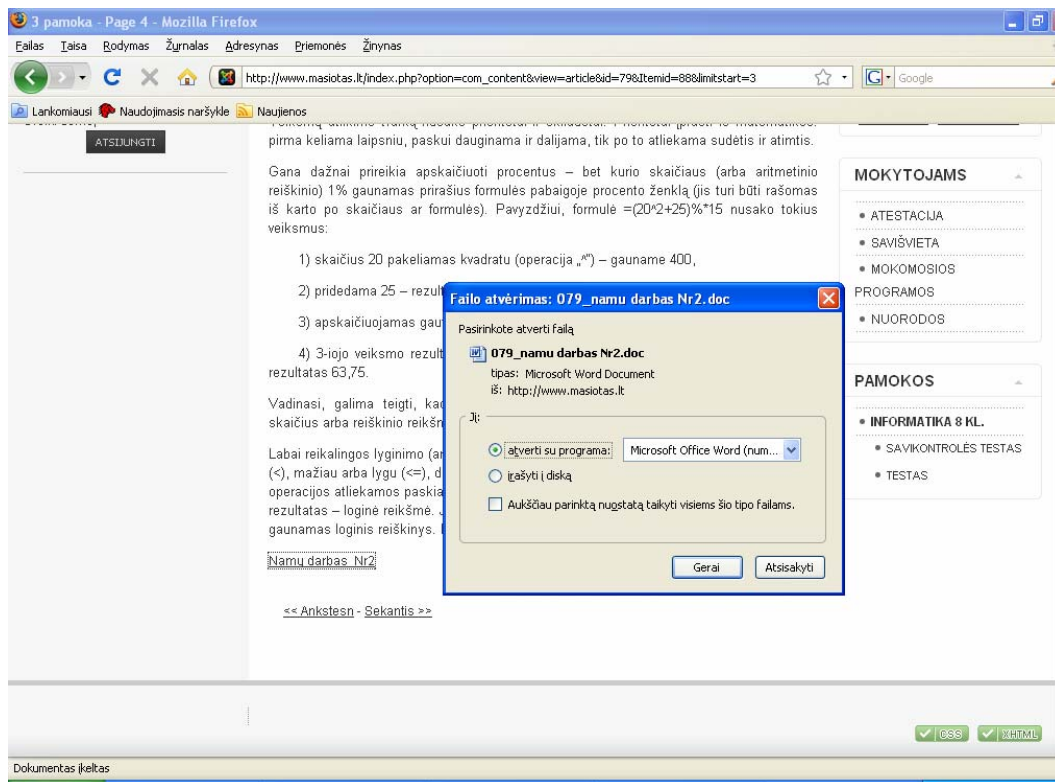 3 pamoka - Page 4 - Mozilla Firefox
Failas Taisa Rodymas Žurnalas Adresynas Priemonės Žinynas
http://www.masiotas.lt/index.php?option=com_content&view=article&id=79&Itemid=88&limitstart=3
Google
Lankomiausi Naudojimasis naršykle Naujienos
ATSIJUNGTI
pirma keliama laipsniu, paskui dauginama ir dalijama, tik po to atliekama sudėtis ir atimtis.
Gana dažnai prireikia apskaičiuoti procentus – bet kurio skaičiaus (arba aritmetinio
reiškinio) 1% gaunamas prirašius formulės pabaigoje procento ženklą (jis turi būti rašomas
iš karto po skaičiaus ar formulės). Pavyzdžiui, formulė =(20^2+25)%*15 nusako tokius
veiksmus:
1) skaičius 20 pakeliamas kvadratu (operacija „^“) – gauname 400,
2) pridedama 25 – rezult
3) apskaičiuojamas gau
4) 3-iojo veiksmo rezult
rezultatas 63,75.
Vadinasi, galima teigti, kad
skaičius arba reiškinio reikšm
Labai reikalingos lyginimo (ar
(<), mažiau arba lygu (<=), d
operacijos atliekamos paskia
rezultatas – loginė reikšmė.
gaunamas loginis reiškinys.
Namų darbas Nr2
<< Ankstesn - Sekantis >>
Failo atvėrimas: 079_namu darbas Nr2.doc
Pasirinkote atverti failą
079_namu darbas Nr2.doc
tipas: Microsoft Word Document
iš: http://www.masiotas.lt
Jį:
atverti su programa: Microsoft Office Word (num...
įrašyti į diską
Aukščiau parinktą nuostatą taikyti visiems šio tipo failams.
Gerai Atsisakyti
MOKYTOJAMS
ATESTACIJA
SAVIŠVIETA
MOKOMOSIOS
PROGRAMOS
NUORODOS
PAMOKOS
INFORMATIKA 8 KL.
SAVIKONTROLĖS TESTAS
TESTAS
CSS XHTML
Dokumentas įkeltas